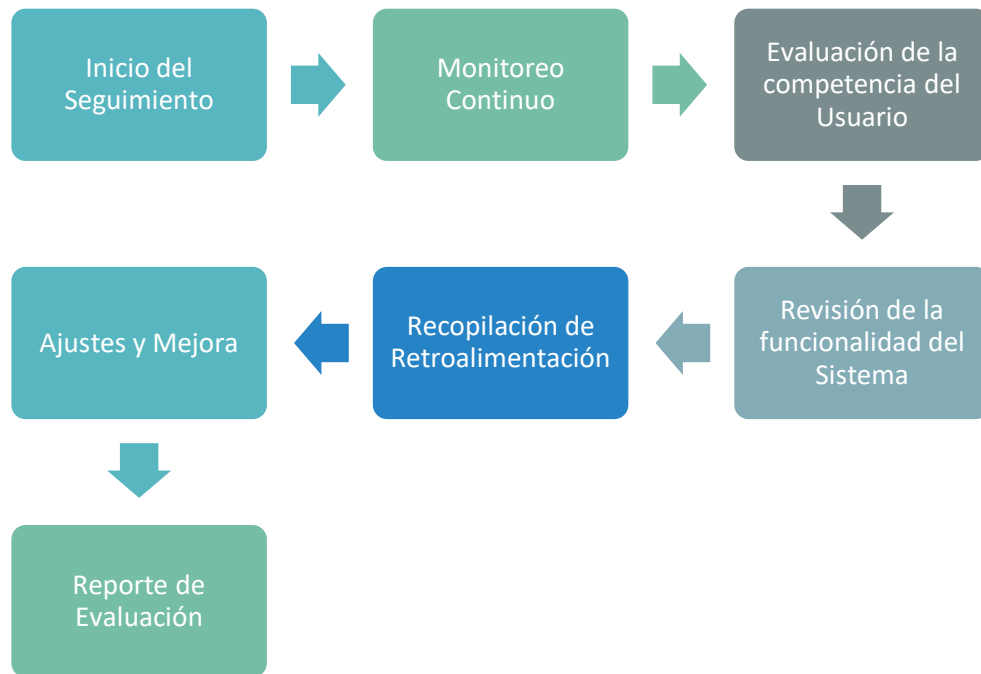 Inicio del
Seguimiento
Monitoreo
Continuo
Evaluación de la
competencia del
Usuario
Revisión de la
funcionalidad del
Sistema
Recopilación de
Retroalimentación
Ajustes y Mejora
Reporte de
Evaluación